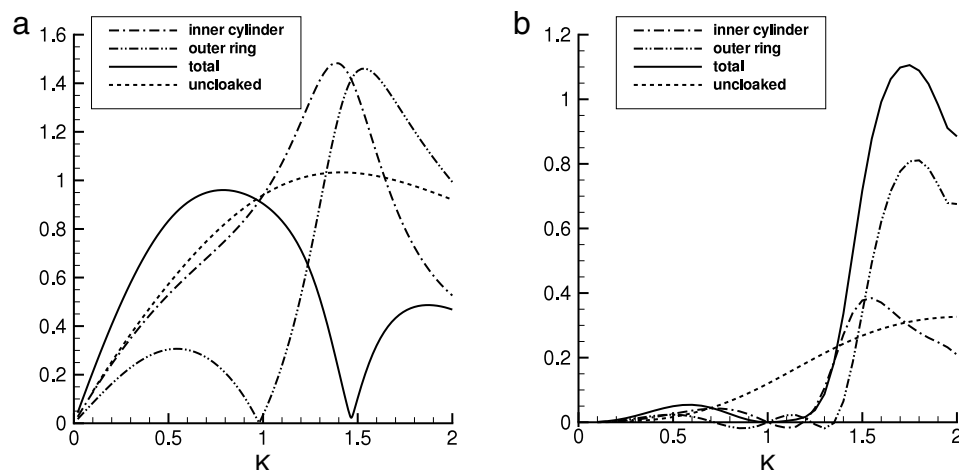 a
inner cylinder
outer ring
total
uncloaked
1.6
1.4
1.2
1
0.8
0.6
0.4
0.2
0
0 0.5 1 1.5 2
K
b
inner cylinder
outer ring
total
uncloaked
1.2
1
0.8
0.6
0.4
0.2
0
0 0.5 1 1.5 2
K